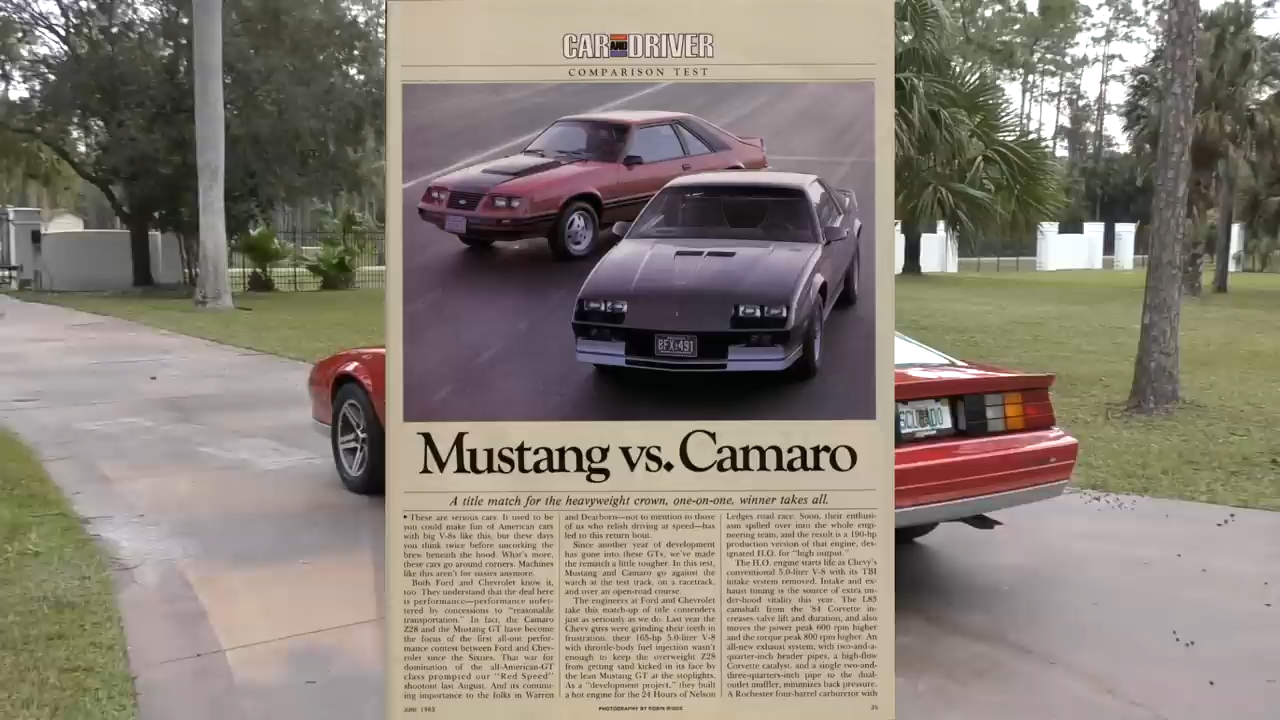 CAR AND DRIVER
COMPARISON TEST
BFX 491
Mustang vs. Camaro
A title match for the heavyweight crown, one-on-one, winner takes all.
• These are serious cars. It used to be
you could make fun of American cars
with big V-8s like this, but these days
you think twice before uncorking the
brew beneath the hood. What's more,
these cars go around corners. Machines
like this aren't for sissies anymore.
Both Ford and Chevrolet know it,
too. They understand that the deal here
is performance—performance unfet-
tered by concessions to "reasonable
transportation." In fact, the Camaro
Z28 and the Mustang GT have become
the focus of the first all-out perfor-
mance contest between Ford and Chev-
rolet since the Sixties. That war for
domination of the all-American-GT
class prompted our "Red Speed"
shootout last August. And its continu-
ing importance to the folks in Warren
and Dearborn—not to mention to those
of us who relish driving at speed—has
led to this return bout.
Since another year of development
has gone into these GTs, we've made
the rematch a little tougher. In this test,
Mustang and Camaro go against the
watch at the test track, on a racetrack,
and over an open-road course.
The engineers at Ford and Chevrolet
take this match-up of title contenders
just as seriously as we do. Last year the
Chevy guys were grinding their teeth in
frustration: their 165-hp 5.0-liter V-8
with throttle-body fuel injection wasn't
enough to keep the overweight Z28
from getting sand kicked in its face by
the lean Mustang GT at the stoplights.
As a "development project," they built
a hot engine for the 24 Hours of Nelson
Ledges road race. Soon, their enthusi-
asm spilled over into the whole engi-
neering team, and the result is a 190-hp
production version of that engine, des-
ignated H.O. for "high output."
The H.O. engine starts life as Chevy's
conventional 5.0-liter V-8 with its TBI
intake system removed. Intake and ex-
haust tuning is the source of extra un-
der-hood vitality this year. The L83
camshaft from the '84 Corvette in-
creases valve lift and duration, and also
moves the power peak 600 rpm higher
and the torque peak 800 rpm higher. An
all-new exhaust system, with two-and-a-
quarter-inch header pipes, a high-flow
Corvette catalyst, and a single two-and-
three-quarters-inch pipe to the dual-
outlet muffler, minimizes back pressure.
A Rochester four-barrel carburetor with
JUNE 1983
PHOTOGRAPHY BY ROBIN RIGGS
35